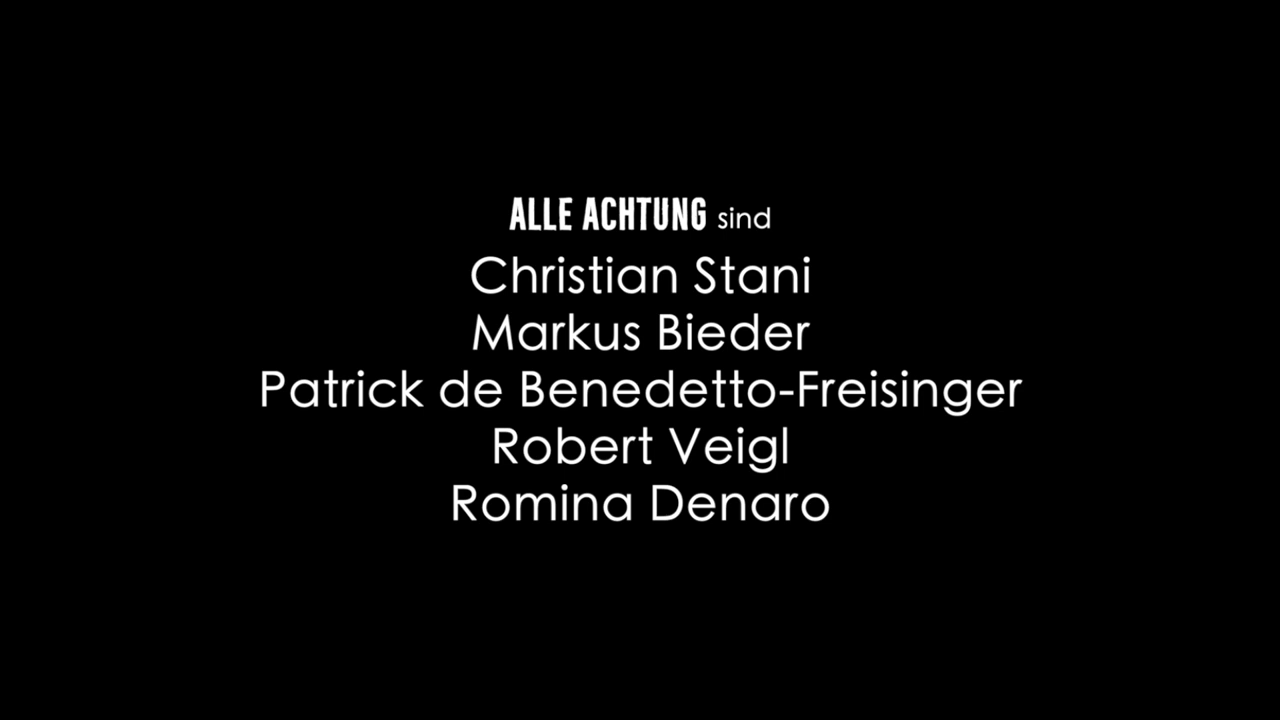 ALLE ACHTUNG sind
Christian Stani
Markus Bieder
Patrick de Benedetto-Freisinger
Robert Veigl
Romina Denaro